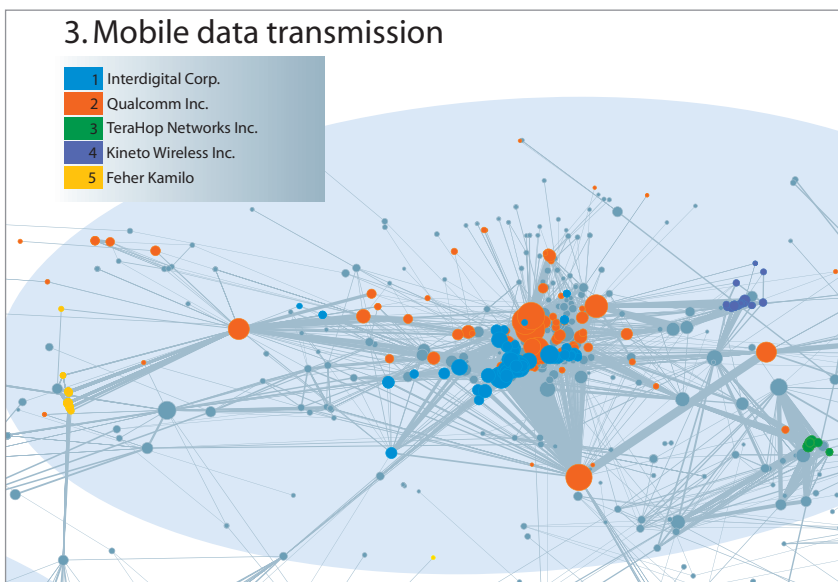 3. Mobile data transmission
1 Interdigital Corp.
2 Qualcomm Inc.
3 TeraHop Networks Inc.
4 Kineto Wireless Inc.
5 Feher Kamilo